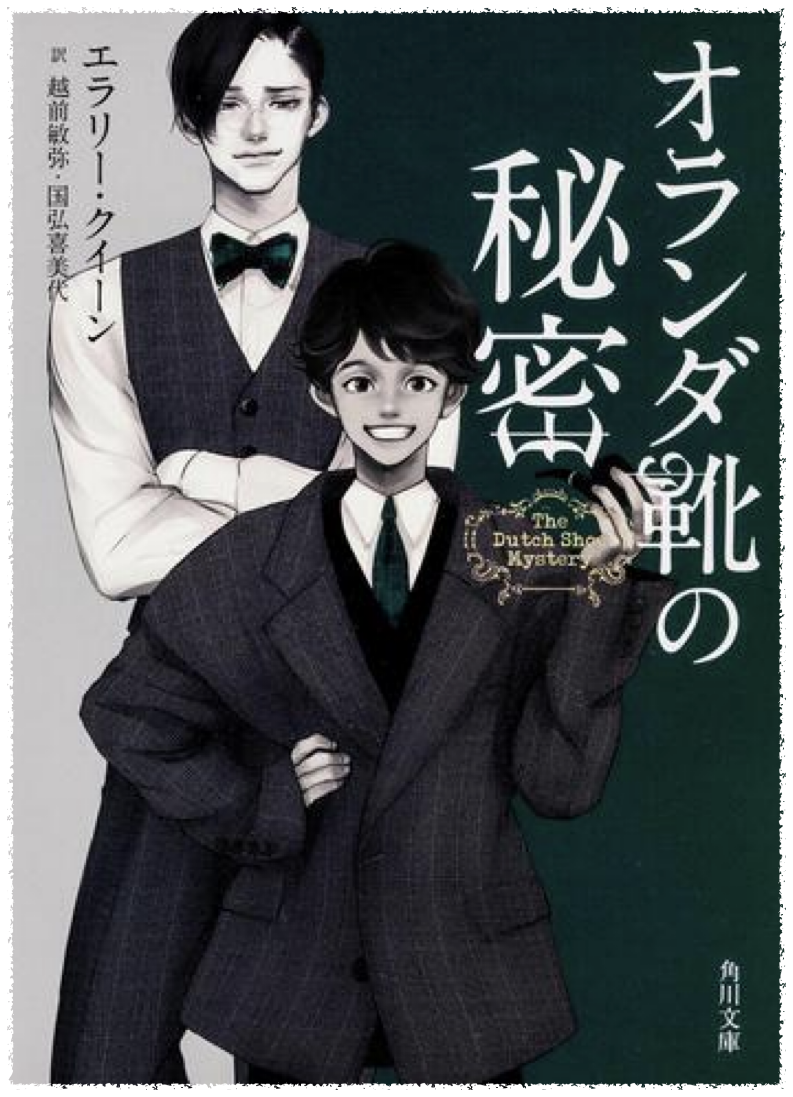 オランダ靴の
秘密
The
Dutch Sho
Mystery
エラリー・クイーン
訳 越前敏弥・国弘喜美代
角川文庫